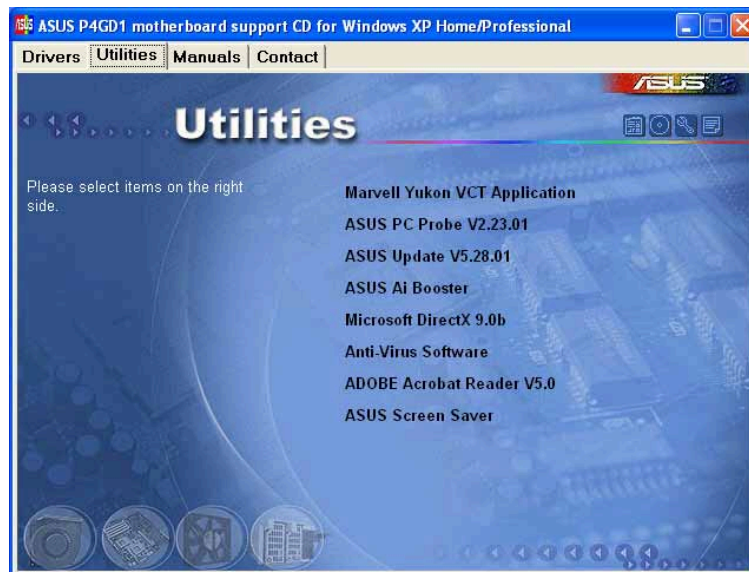 ASUS P4GD1 motherboard support CD for Windows XP Home/Professional
Drivers Utilities Manuals Contact
ASUS
Utilities
Please select items on the right
side.
Marvell Yukon VCT Application
ASUS PC Probe V2.23.01
ASUS Update V5.28.01
ASUS Ai Booster
Microsoft DirectX 9.0b
Anti-Virus Software
ADOBE Acrobat Reader V5.0
ASUS Screen Saver